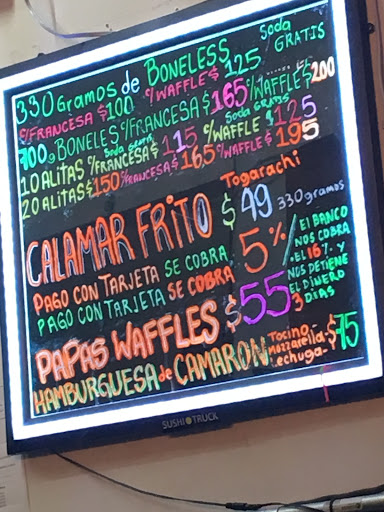 330 Gramos de BONELESS
Soda GRATIS
c/FRANCESA $100 c/WAFFLE $ 125
700g BONELES c/FRANCESA $165 c/WAFFLE $200
Soda GRATIS
Soda GRATIS
10 ALITAS c/FRANCESA $ 115 c/WAFFLE $ 125
20 ALITAS $150 FRANCESA $ 165 c/WAFFLE $ 195
Togarachi
CALAMAR FRITO $ 49 330 gramos
PAGO CON TARJETA SE COBRA 5%
PAGO CON TARJETA SE COBRA
/EL BANCO
NOS COBRA
EL 16% Y
NOS DETIENE
EL DINERO
3 DIAS
PAPAS WAFFLES $55
HAMBURGUESA de CAMARON Tocino Mozzarella Lechuga $75
SUSHI TRUCK